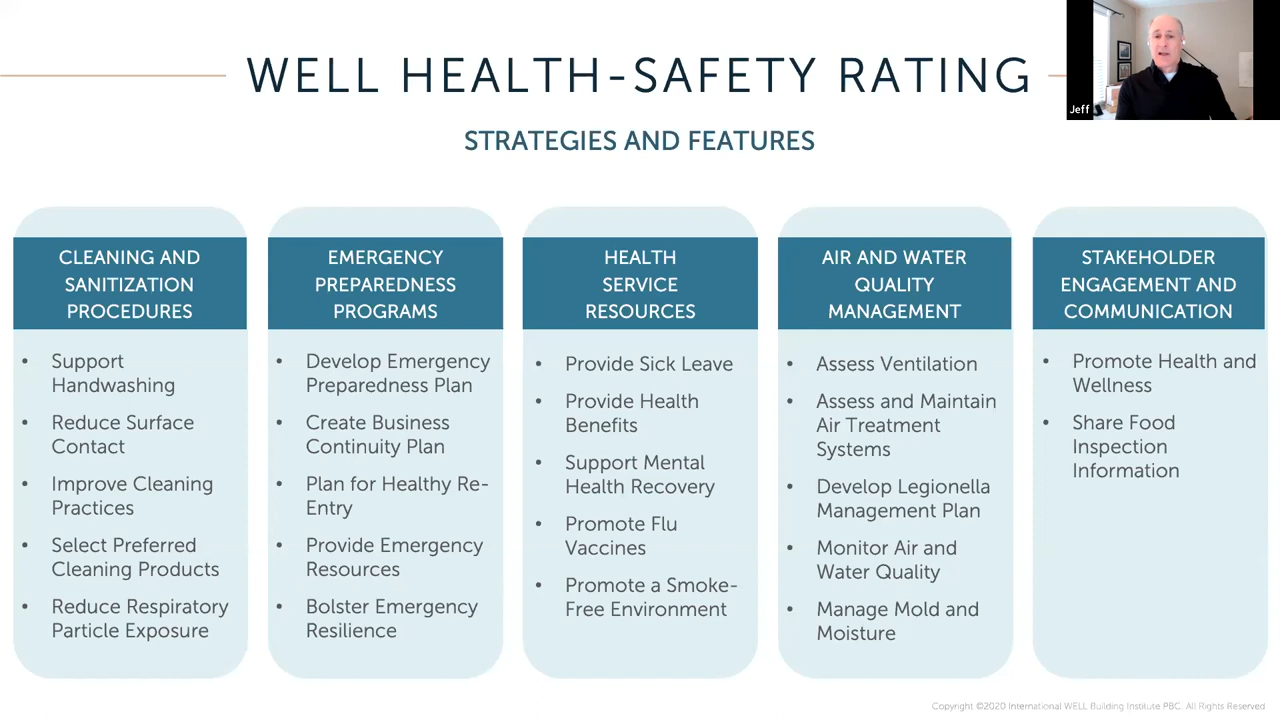 WELL HEALTH-SAFETY RATING
Jeff
STRATEGIES AND FEATURES
CLEANING AND
SANITIZATION
PROCEDURES
• Support
Handwashing
• Reduce Surface
Contact
• Improve Cleaning
Practices
• Select Preferred
Cleaning Products
• Reduce Respiratory
Particle Exposure
EMERGENCY
PREPAREDNESS
PROGRAMS
• Develop Emergency
Preparedness Plan
• Create Business
Continuity Plan
• Plan for Healthy Re-
Entry
• Provide Emergency
Resources
• Bolster Emergency
Resilience
HEALTH
SERVICE
RESOURCES
• Provide Sick Leave
• Provide Health
Benefits
• Support Mental
Health Recovery
• Promote Flu
Vaccines
• Promote a Smoke-
Free Environment
AIR AND WATER
QUALITY
MANAGEMENT
• Assess Ventilation
• Assess and Maintain
Air Treatment
Systems
• Develop Legionella
Management Plan
• Monitor Air and
Water Quality
• Manage Mold and
Moisture
STAKEHOLDER
ENGAGEMENT AND
COMMUNICATION
• Promote Health and
Wellness
• Share Food
Inspection
Information
Copyright ©2020 International WELL Building Institute PBC. All Rights Reserved